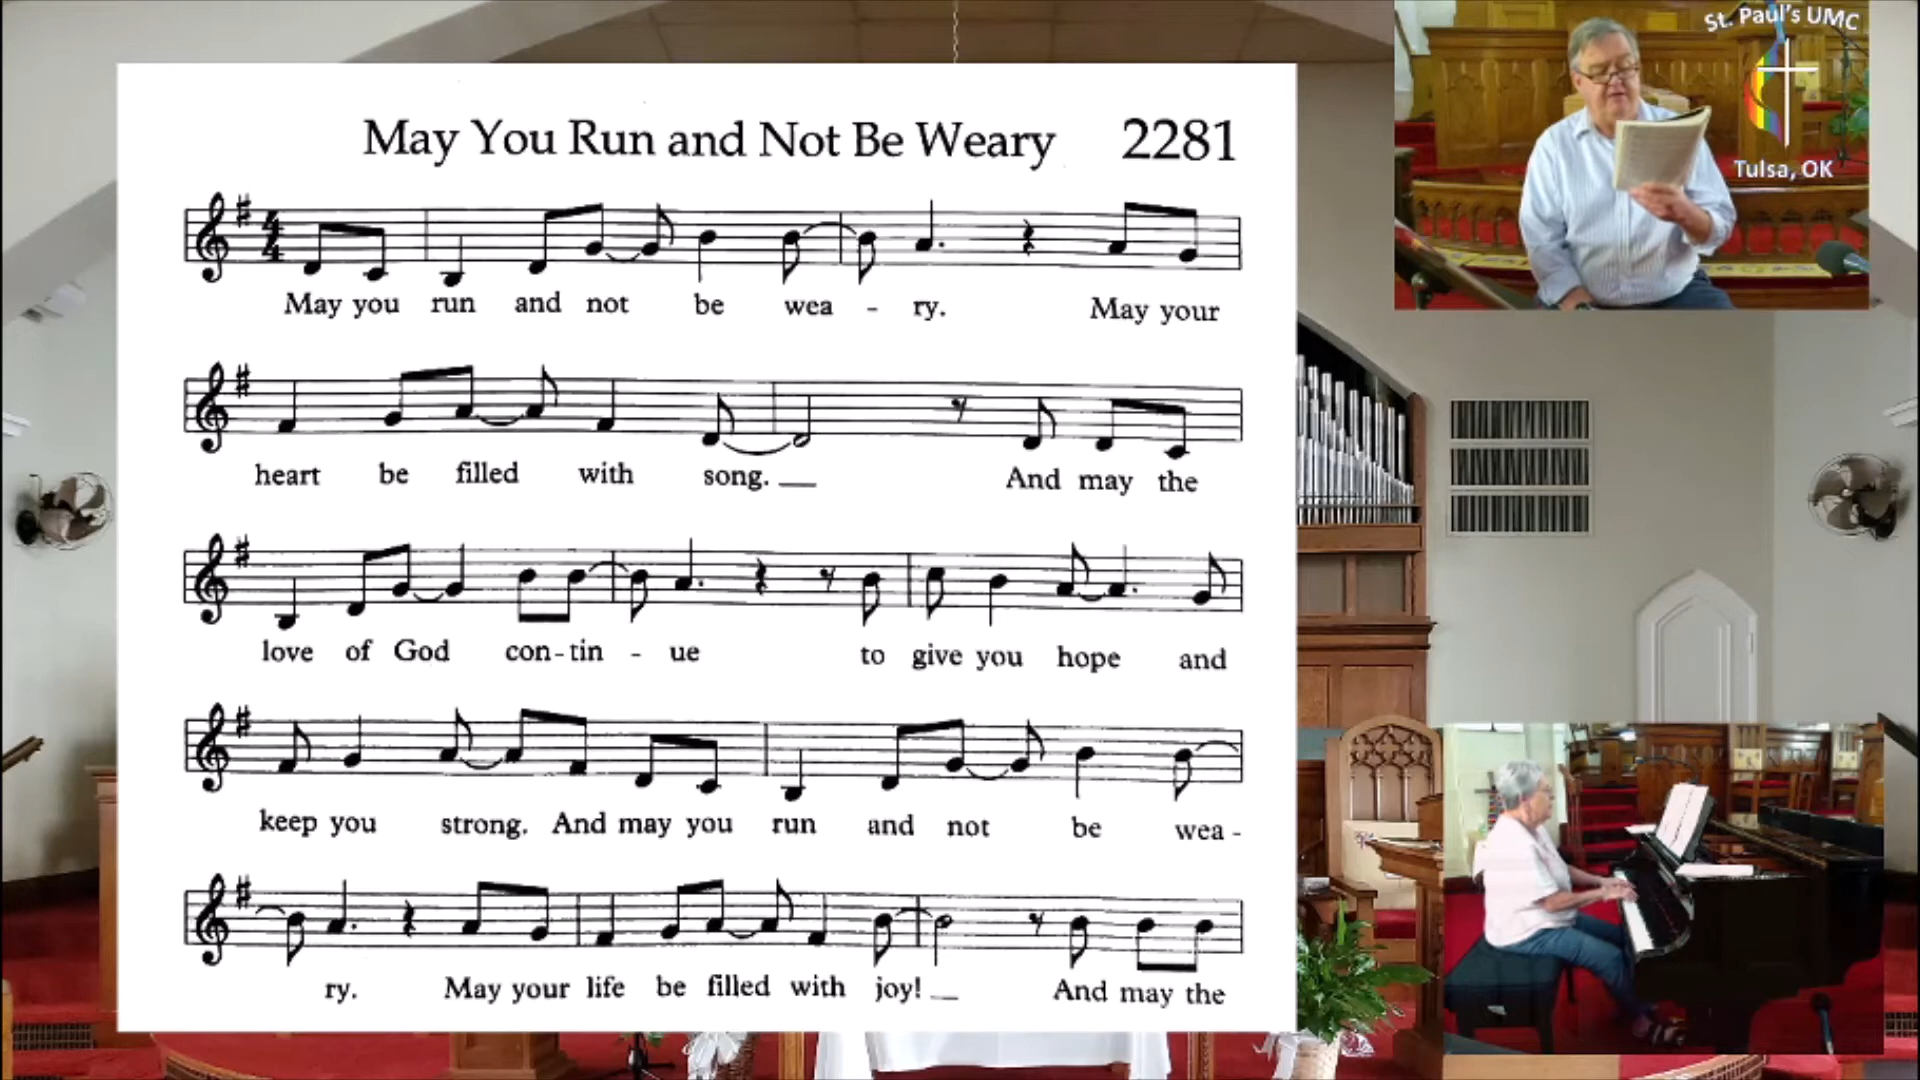 May You Run and Not Be Weary 2281
May you run and not be wea - ry. May your
heart be filled with song. __ And may the
love of God con - tin - ue to give you hope and
keep you strong. And may you run and not be wea -
ry. May your life be filled with joy! __ And may the
St. Paul's UMC
Tulsa, OK